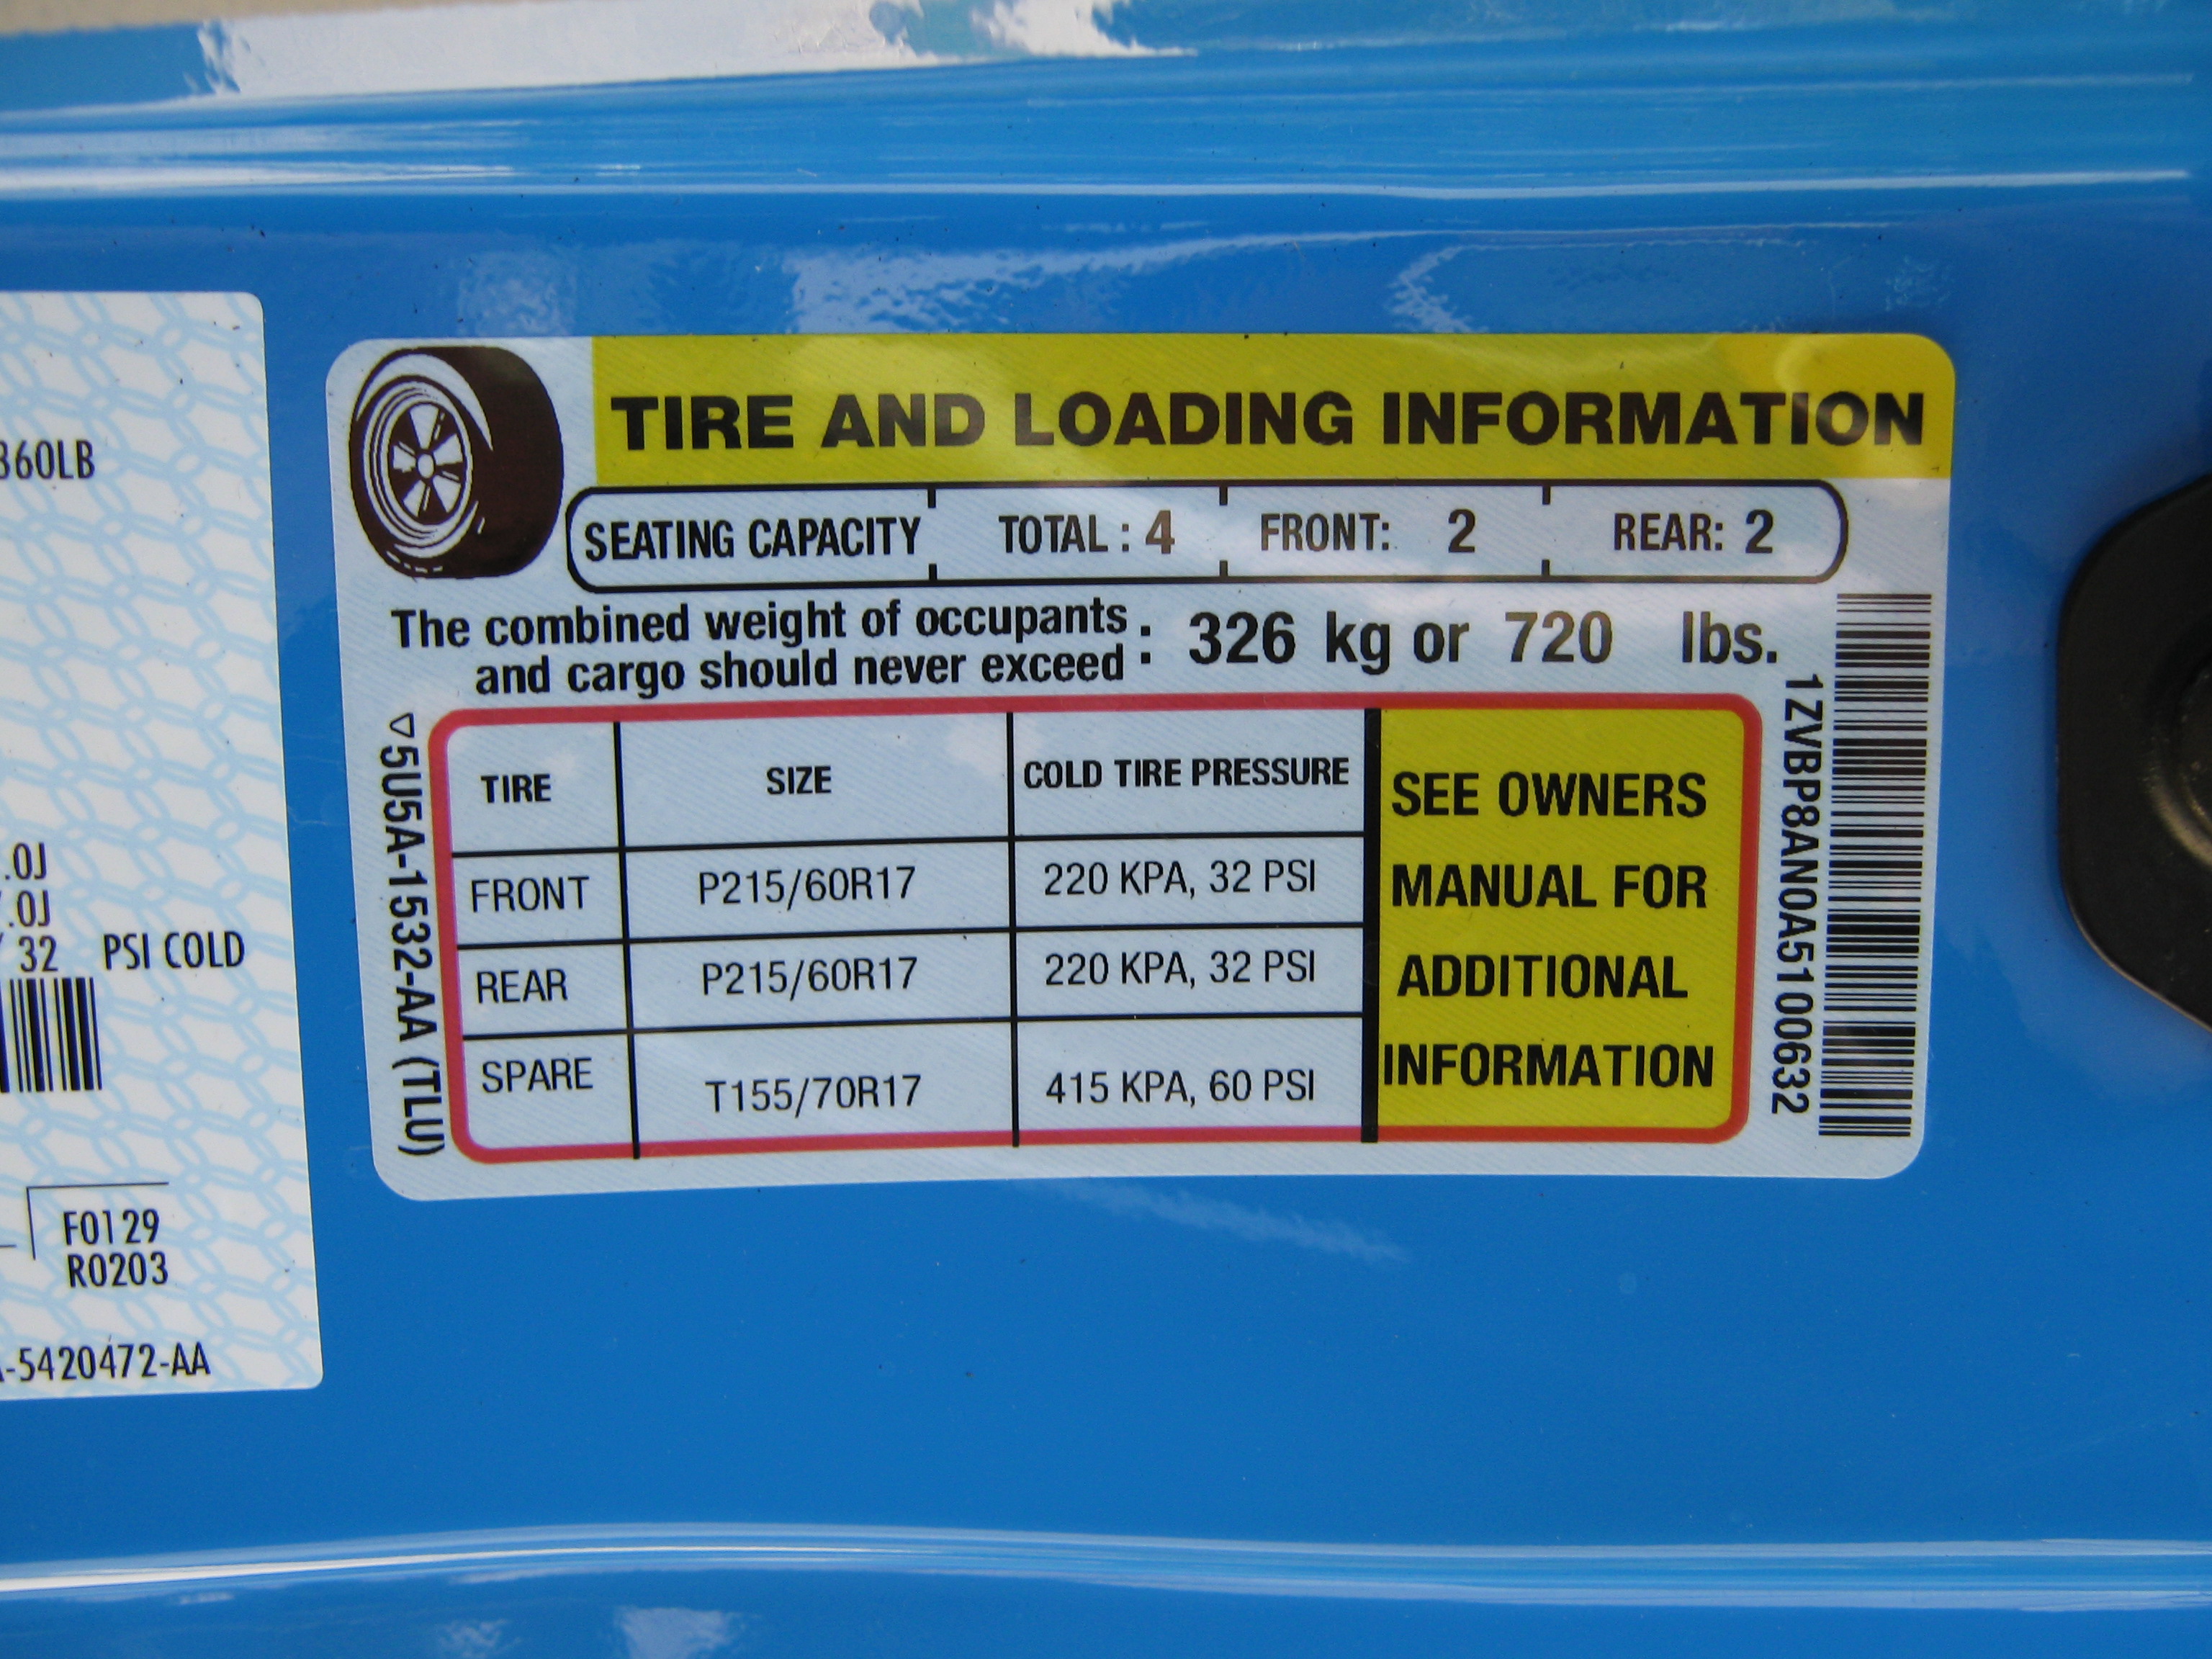 360LB
.0J
.0J
32 PSI COLD
F0129
R0203
-5420472-AA
TIRE AND LOADING INFORMATION
SEATING CAPACITY TOTAL : 4 FRONT: 2 REAR: 2
The combined weight of occupants
and cargo should never exceed : 326 kg or 720 lbs.
5U5A-1532-AA (TLU)
TIRE SIZE COLD TIRE PRESSURE
FRONT P215/60R17 220 KPA, 32 PSI
REAR P215/60R17 220 KPA, 32 PSI
SPARE T155/70R17 415 KPA, 60 PSI
SEE OWNERS
MANUAL FOR
ADDITIONAL
INFORMATION
1ZVBP8AN0A5100632